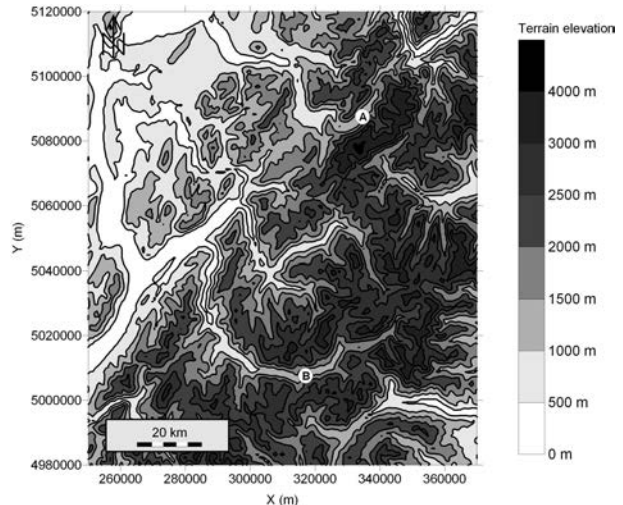 5120000
5100000
5080000
5060000
5040000
5020000
5000000
4980000
Y (m)
A
B
20 km
260000 280000 300000 320000 340000 360000
X (m)
Terrain elevation
4000 m
3000 m
2500 m
2000 m
1500 m
1000 m
500 m
0 m